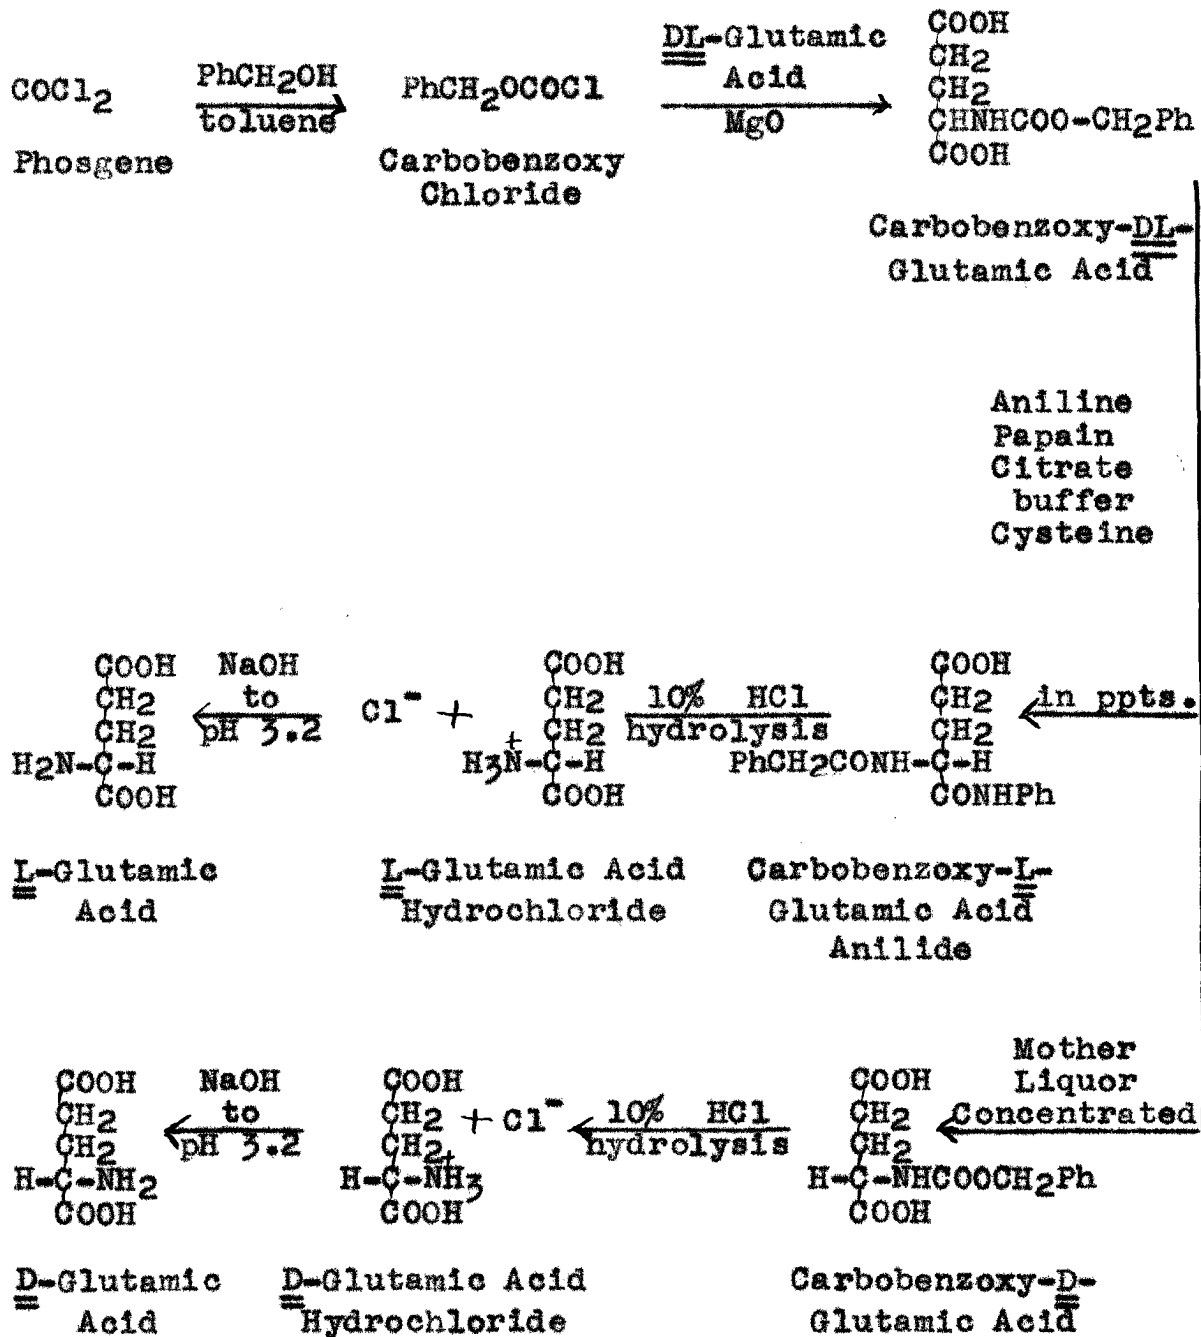 COCl2
Phosgene
PhCH2OH
toluene
PhCH2OCOCl
Carbobenzoxy
Chloride
DL-Glutamic
Acid
MgO
COOH
CH2
CH2
CHNHCOO-CH2Ph
COOH
Carbobenzoxy-DL-
Glutamic Acid
Aniline
Papain
Citrate
buffer
Cysteine
in ppts.
COOH
CH2
CH2
PhCH2CONH-C-H
CONHPh
Carbobenzoxy-L-
Glutamic Acid
Anilide
10% HCl
hydrolysis
COOH
CH2
CH2
H3N+-C-H
COOH
Cl- +
L-Glutamic Acid
Hydrochloride
NaOH
to
pH 3.2
COOH
CH2
CH2
H2N-C-H
COOH
L-Glutamic
Acid
Mother
Liquor
Concentrated
COOH
CH2
CH2
H-C-NHCOOCH2Ph
COOH
Carbobenzoxy-D-
Glutamic Acid
10% HCl
hydrolysis
COOH
CH2
CH2
H-C-NH3+
COOH
+ Cl-
D-Glutamic Acid
Hydrochloride
NaOH
to
pH 3.2
COOH
CH2
CH2
H-C-NH2
COOH
D-Glutamic
Acid